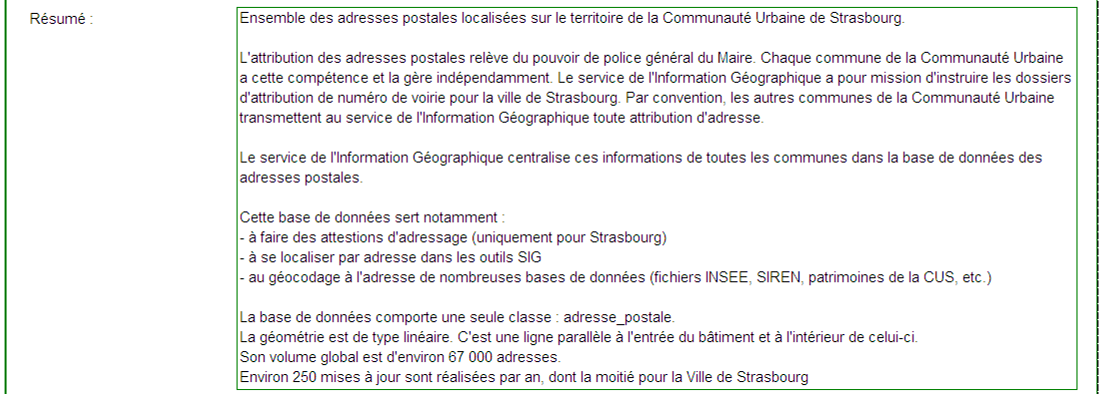 Résumé :
Ensemble des adresses postales localisées sur le territoire de la Communauté Urbaine de Strasbourg.
L'attribution des adresses postales relève du pouvoir de police général du Maire. Chaque commune de la Communauté Urbaine
a cette compétence et la gère indépendamment. Le service de l'Information Géographique a pour mission d'instruire les dossiers
d'attribution de numéro de voirie pour la ville de Strasbourg. Par convention, les autres communes de la Communauté Urbaine
transmettent au service de l'Information Géographique toute attribution d'adresse.
Le service de l'Information Géographique centralise ces informations de toutes les communes dans la base de données des
adresses postales.
Cette base de données sert notamment :
- à faire des attestions d'adressage (uniquement pour Strasbourg)
- à se localiser par adresse dans les outils SIG
- au géocodage à l'adresse de nombreuses bases de données (fichiers INSEE, SIREN, patrimoines de la CUS, etc.)
La base de données comporte une seule classe : adresse_postale.
La géométrie est de type linéaire. C'est une ligne parallèle à l'entrée du bâtiment et à l'intérieur de celui-ci.
Son volume global est d'environ 67 000 adresses.
Environ 250 mises à jour sont réalisées par an, dont la moitié pour la Ville de Strasbourg